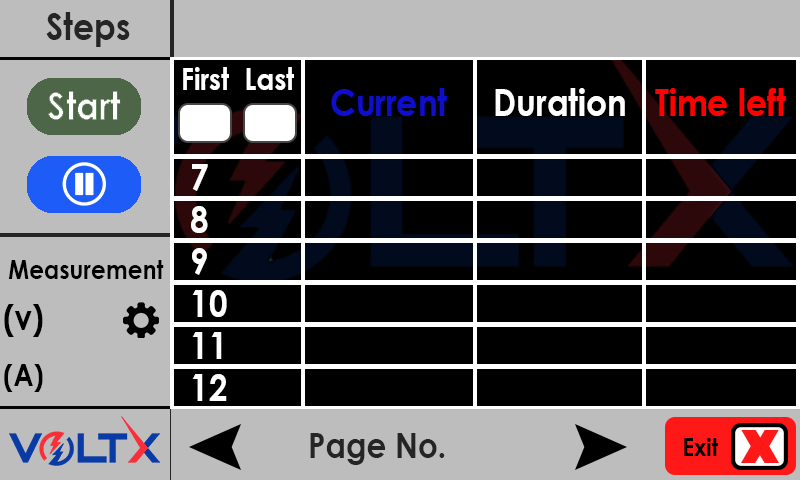 Steps
Start
Measurement
(v)
(A)
VOLTX
First Last
Current
Duration
Time left
7
8
9
10
11
12
VOLTX
Page No.
Exit X